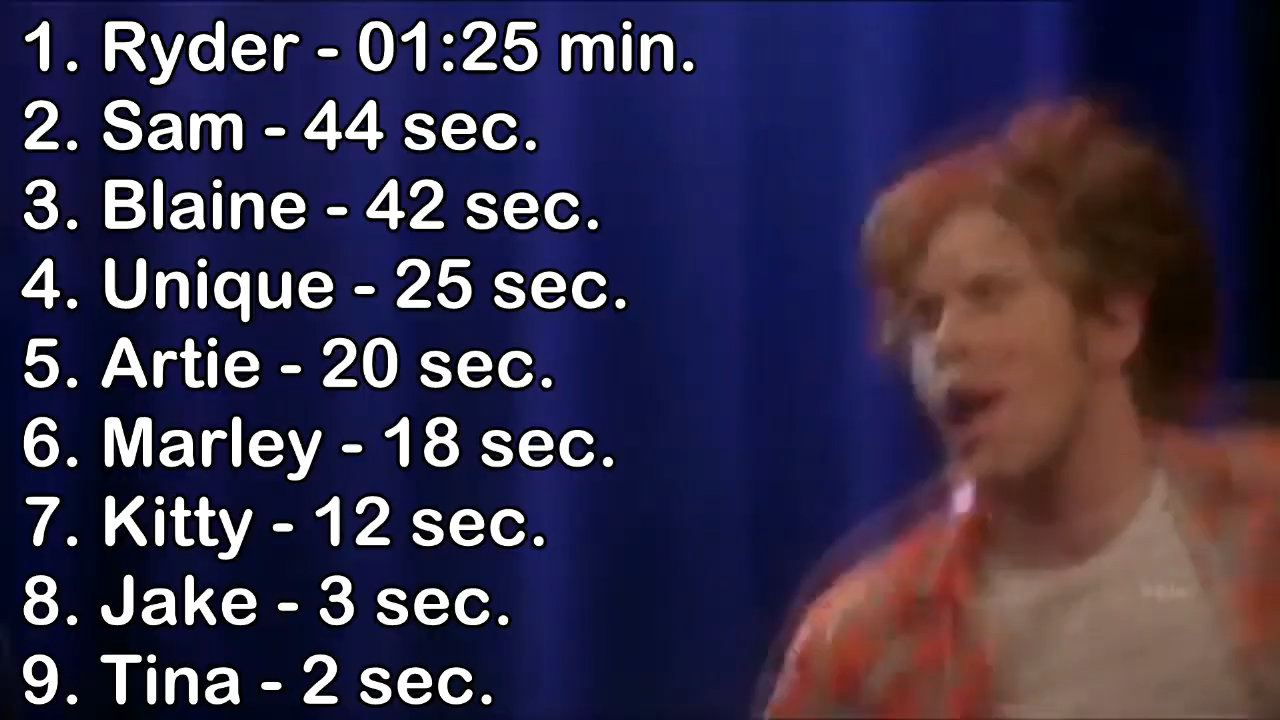 1. Ryder - 01:25 min.
2. Sam - 44 sec.
3. Blaine - 42 sec.
4. Unique - 25 sec.
5. Artie - 20 sec.
6. Marley - 18 sec.
7. Kitty - 12 sec.
8. Jake - 3 sec.
9. Tina - 2 sec.